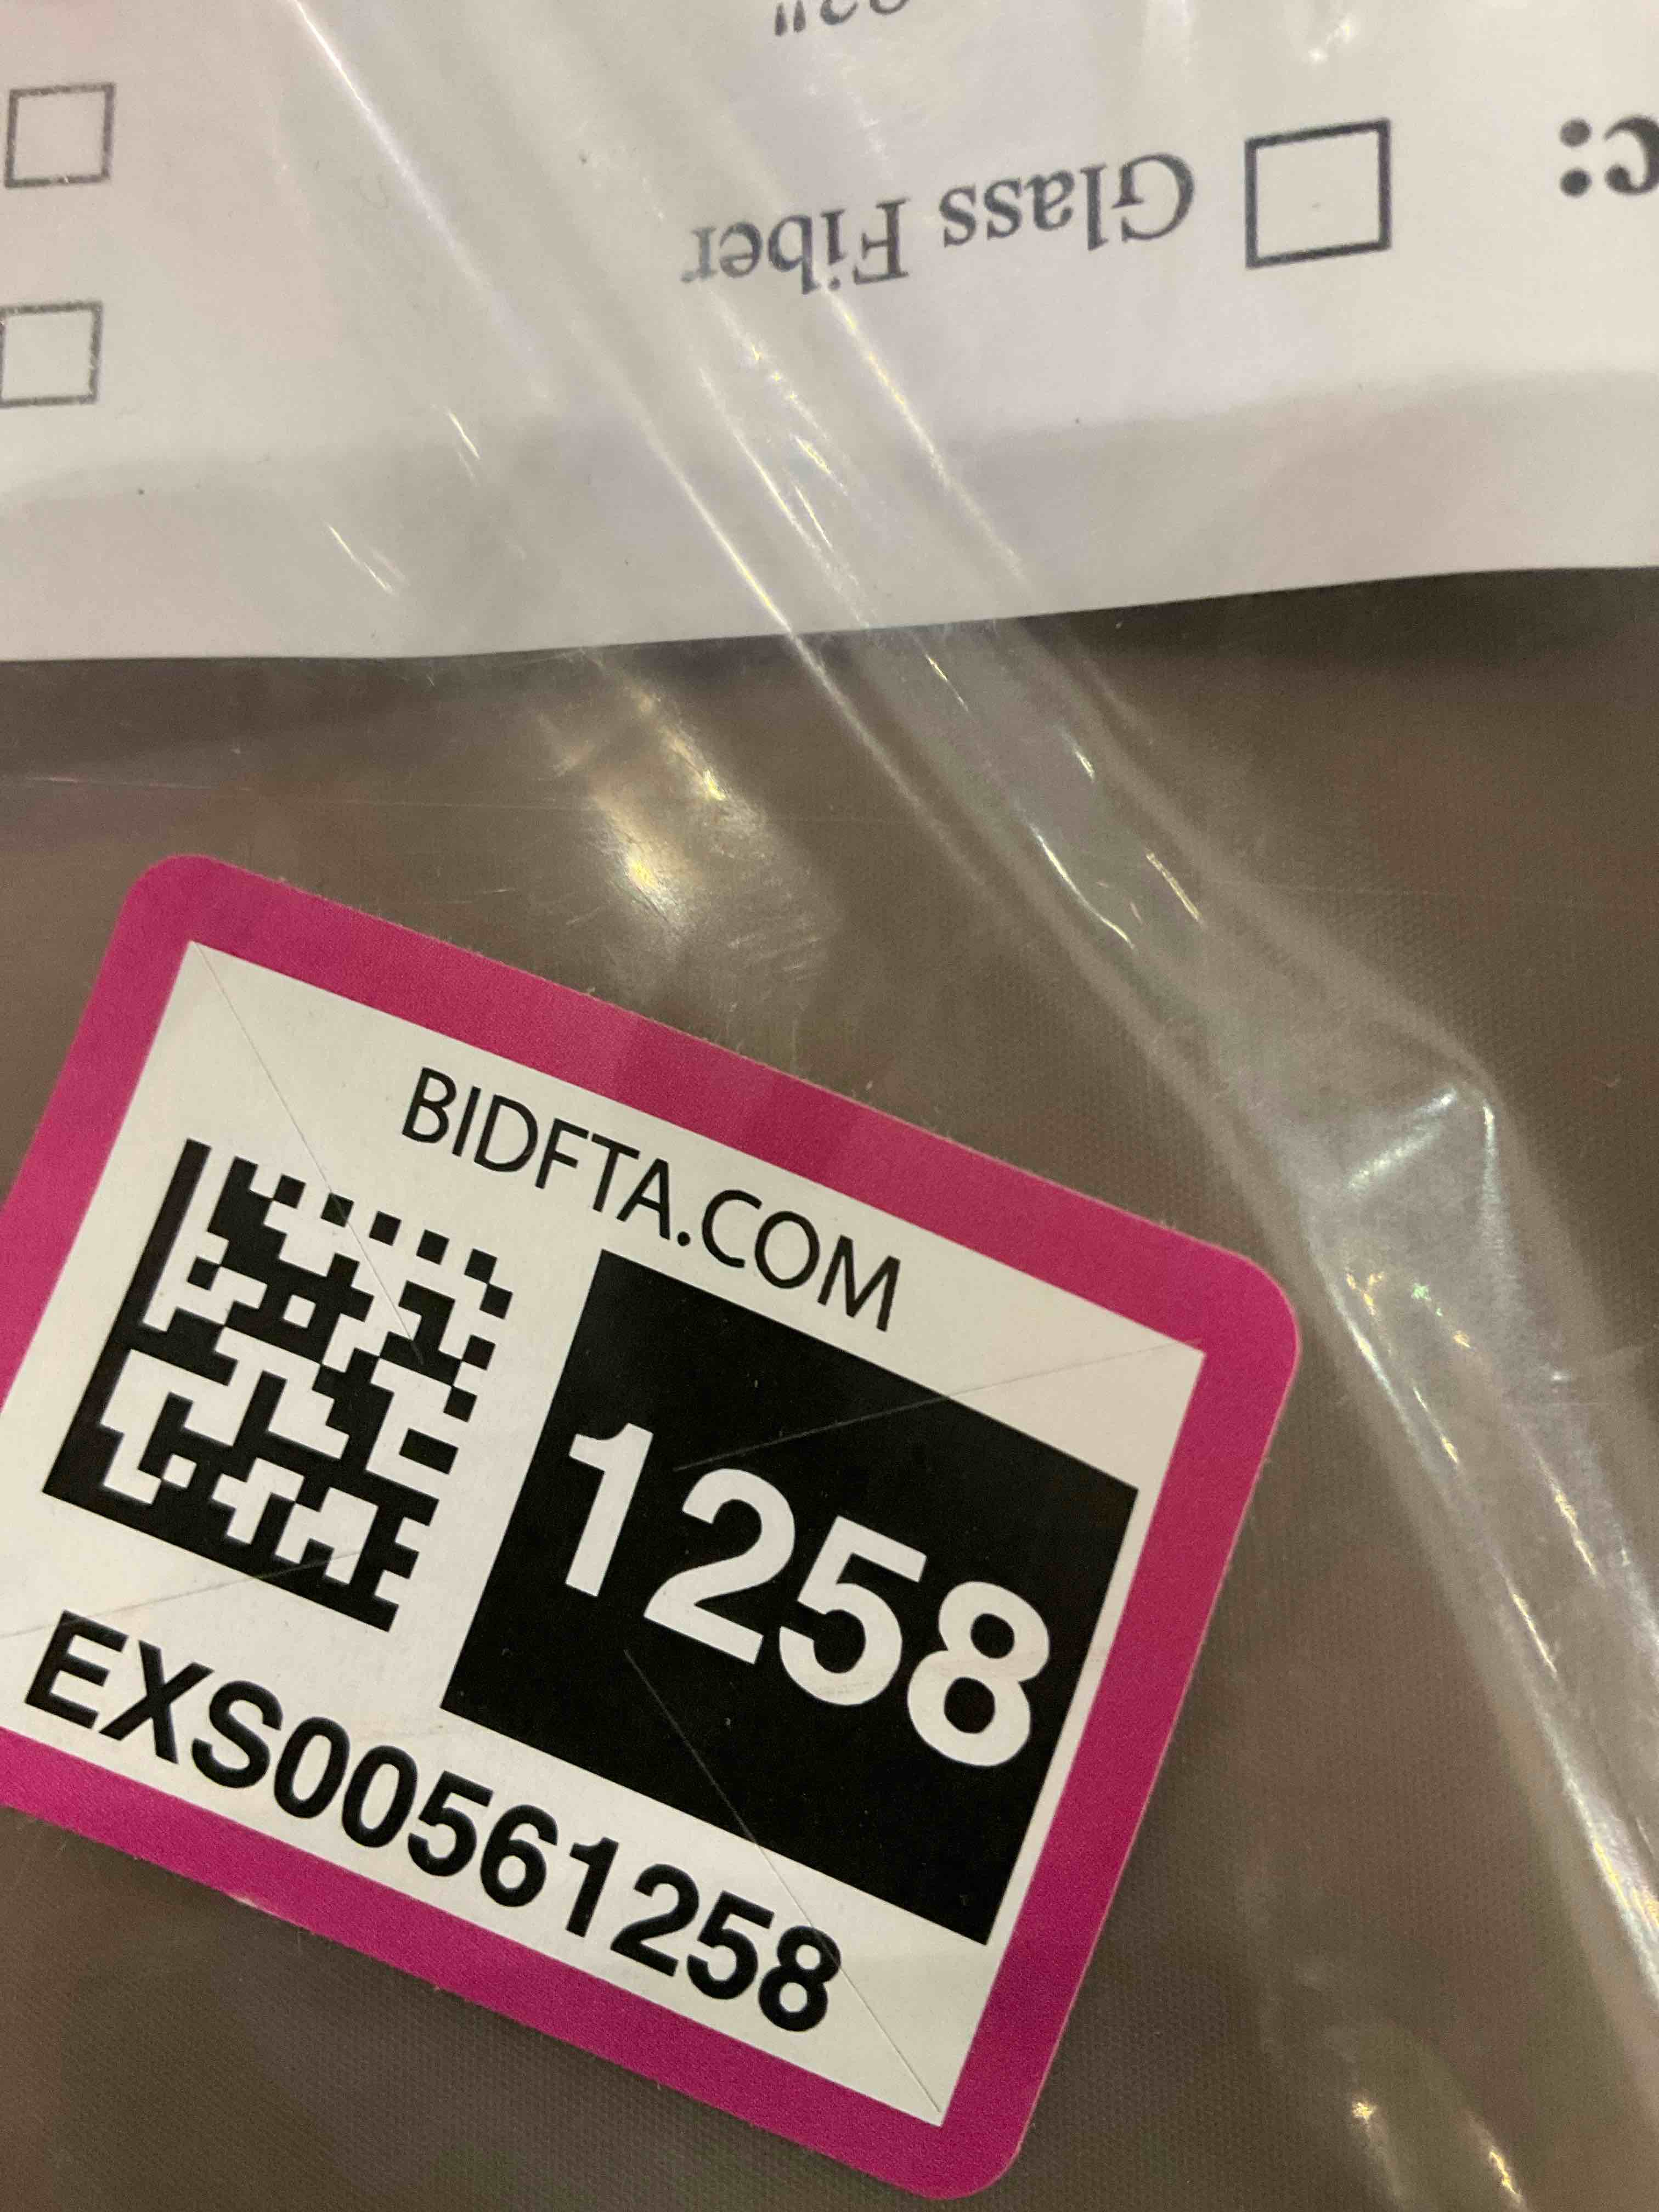 Glass Fiber
BIDFTA.COM
1258
EXS00561258